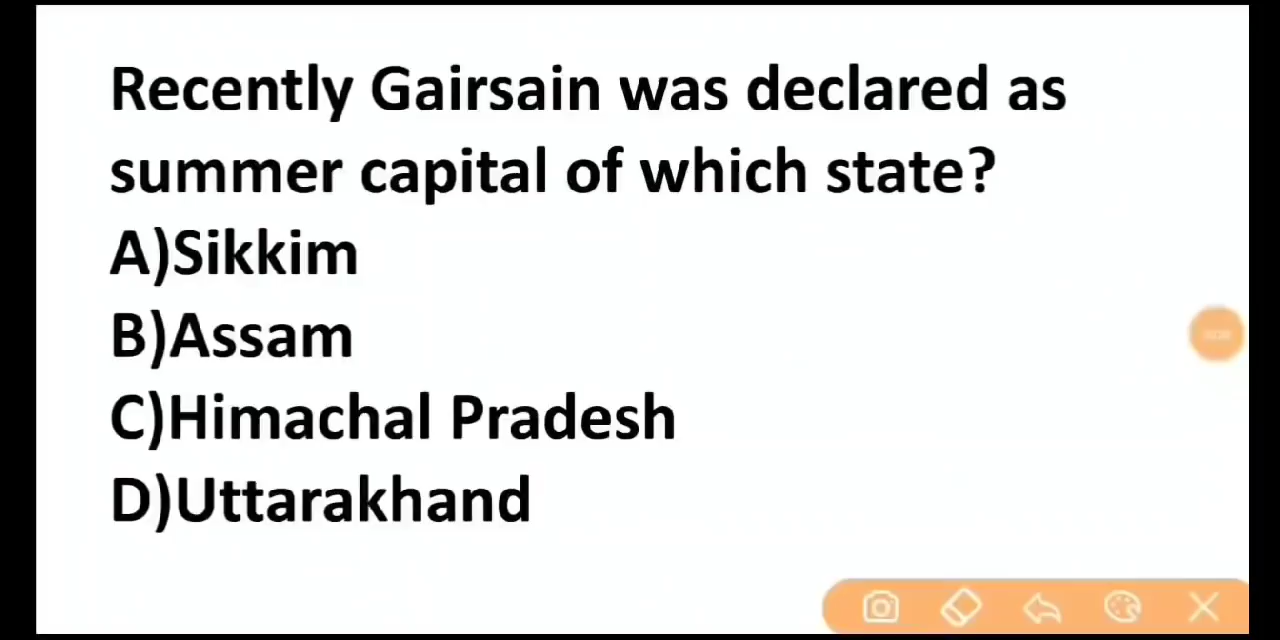 Recently Gairsain was declared as
summer capital of which state?
A)Sikkim
B)Assam
C)Himachal Pradesh
D)Uttarakhand